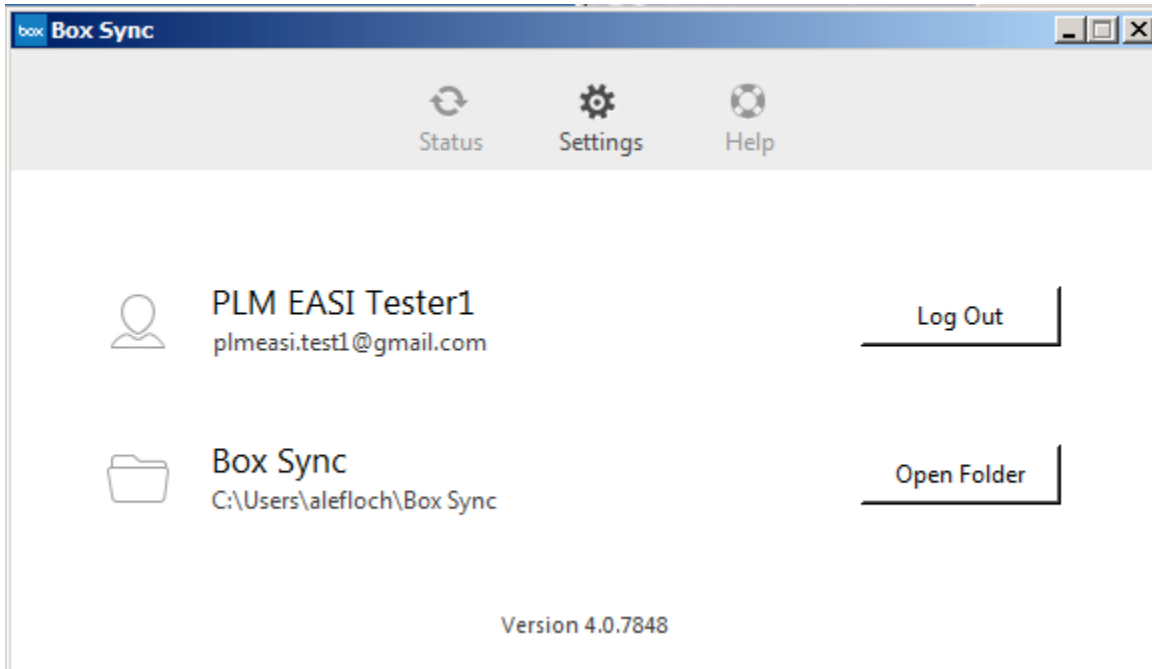 box Box Sync
Status Settings Help
PLM EASI Tester1
plmeasi.test1@gmail.com
Log Out
Box Sync
C:\Users\alefloch\Box Sync
Open Folder
Version 4.0.7848